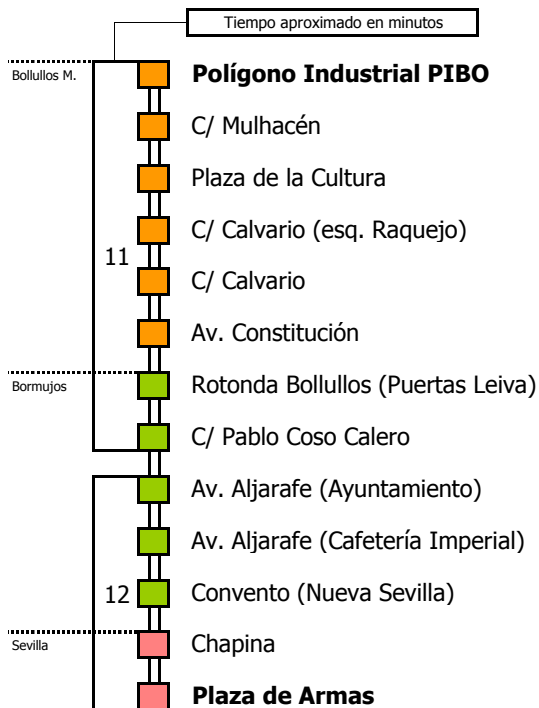 Tiempo aproximado en minutos
Bollullos M.
Polígono Industrial PIBO
C/ Mulhacén
Plaza de la Cultura
C/ Calvario (esq. Raquejo)
11
C/ Calvario
Av. Constitución
Bormujos
Rotonda Bollullos (Puertas Leiva)
C/ Pablo Coso Calero
Av. Aljarafe (Ayuntamiento)
Av. Aljarafe (Cafetería Imperial)
12
Convento (Nueva Sevilla)
Sevilla
Chapina
Plaza de Armas